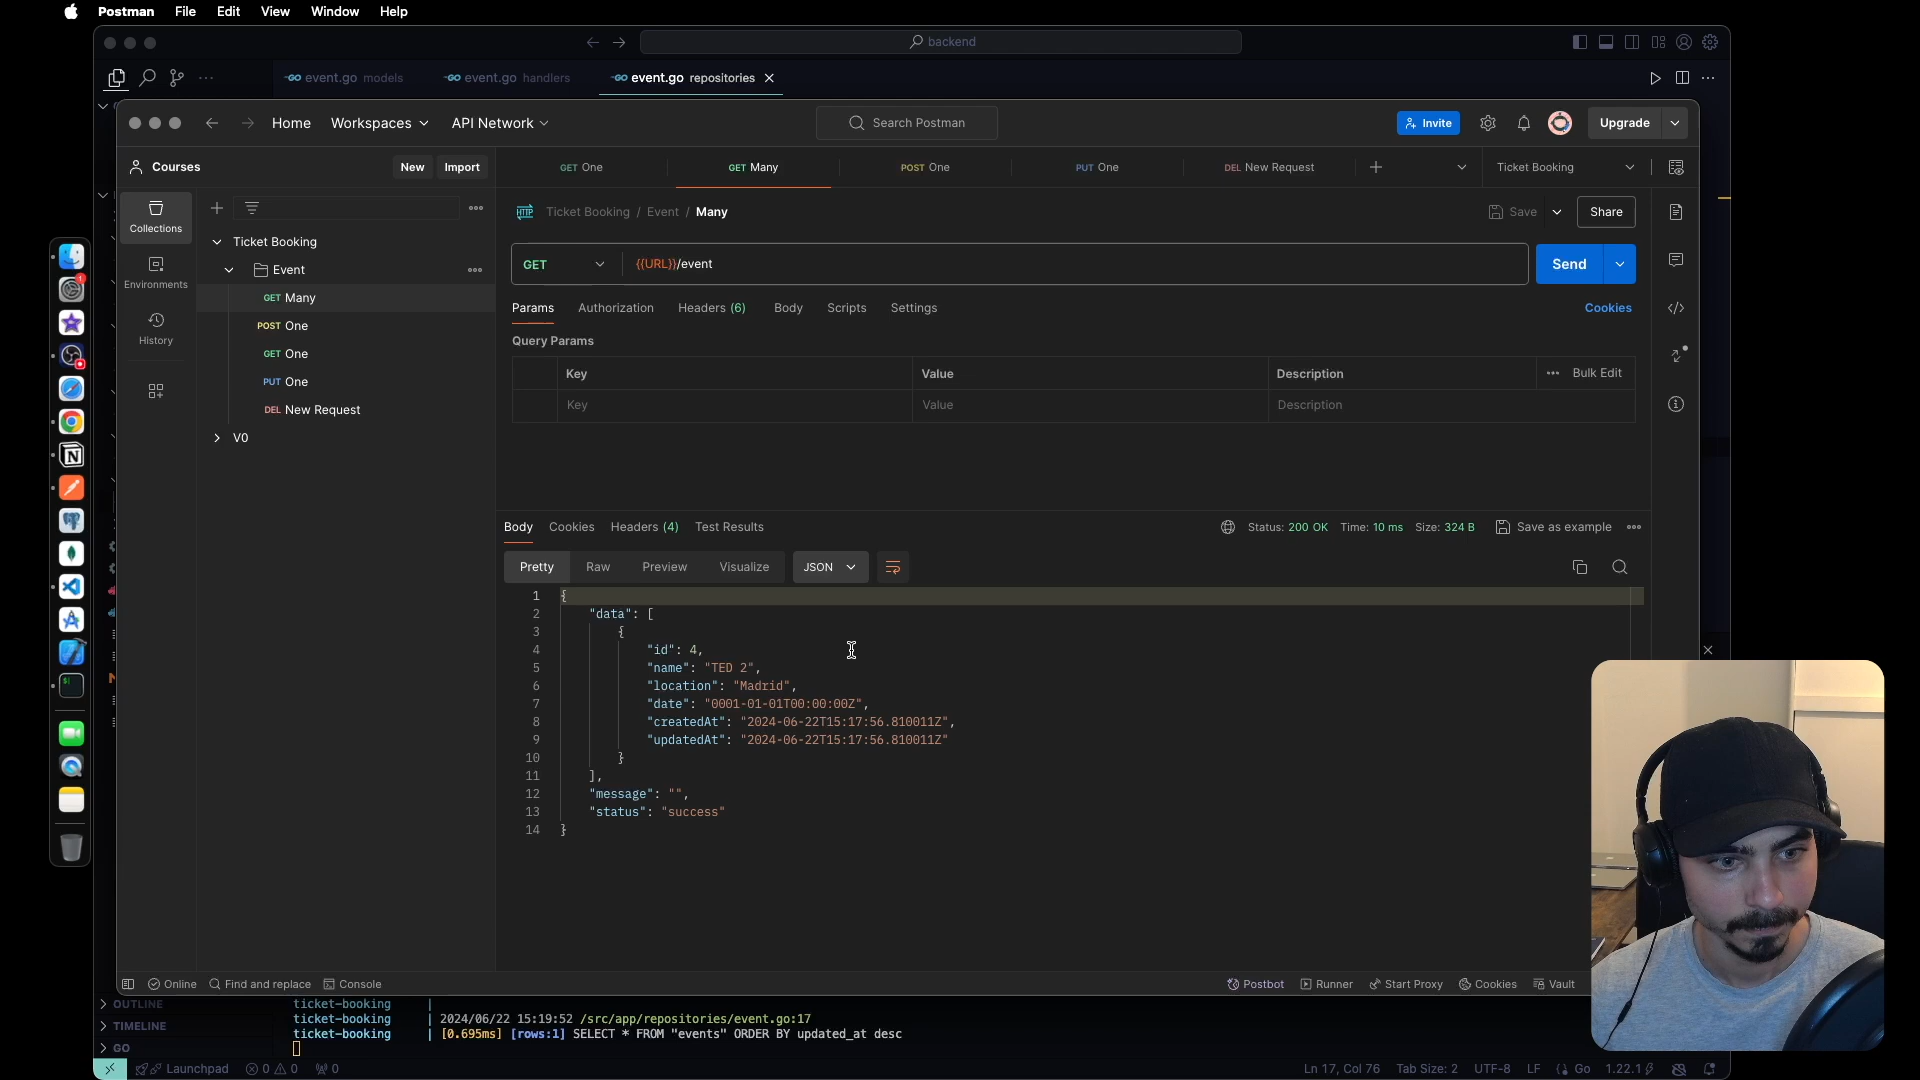 Postman File Edit View Window Help
backend
event.go models event.go handlers event.go repositories
Home Workspaces API Network Search Postman Invite Upgrade
Courses New Import GET One GET Many POST One PUT One DEL New Request Ticket Booking
Collections
Environments
History
Ticket Booking
Event
GET Many
POST One
GET One
PUT One
DEL New Request
V0
HTTP Ticket Booking / Event / Many Save Share
GET {{URL}}/event Send
Params Authorization Headers (6) Body Scripts Settings Cookies
Query Params
Key Value Description Bulk Edit
Key Value Description
Body Cookies Headers (4) Test Results Status: 200 OK Time: 10 ms Size: 324 B Save as example
Pretty Raw Preview Visualize JSON
1 {
2 "data": [
3 {
4 "id": 4,
5 "name": "TED 2",
6 "location": "Madrid",
7 "date": "0001-01-01T00:00:00Z",
8 "createdAt": "2024-06-22T15:17:56.810011Z",
9 "updatedAt": "2024-06-22T15:17:56.810011Z"
10 }
11 ],
12 "message": "",
13 "status": "success"
14 }
Online Find and replace Console Postbot Runner Start Proxy Cookies Vault
OUTLINE ticket-booking |
TIMELINE ticket-booking | 2024/06/22 15:19:52 /src/app/repositories/event.go:17
ticket-booking | [0.695ms] [rows:1] SELECT * FROM "events" ORDER BY updated_at desc
GO
Launchpad 0 0 0 Ln 17, Col 76 Tab Size: 2 UTF-8 LF Go 1.22.1